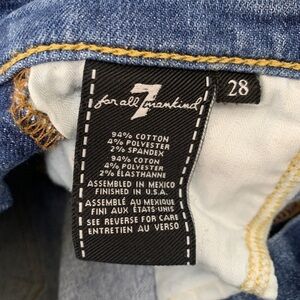 7
for all mankind
28
94% COTTON
4% POLYESTER
2% SPANDEX
94% COTON
4% POLYESTER
2% ÉLASTHANNE
ASSEMBLED IN MEXICO
FINISHED IN U.S.A.
ASSEMBLÉ AU MEXIQUE
FINI AUX ÉTATS-UNIS
SEE REVERSE FOR CARE
ENTRETIEN AU VERSO